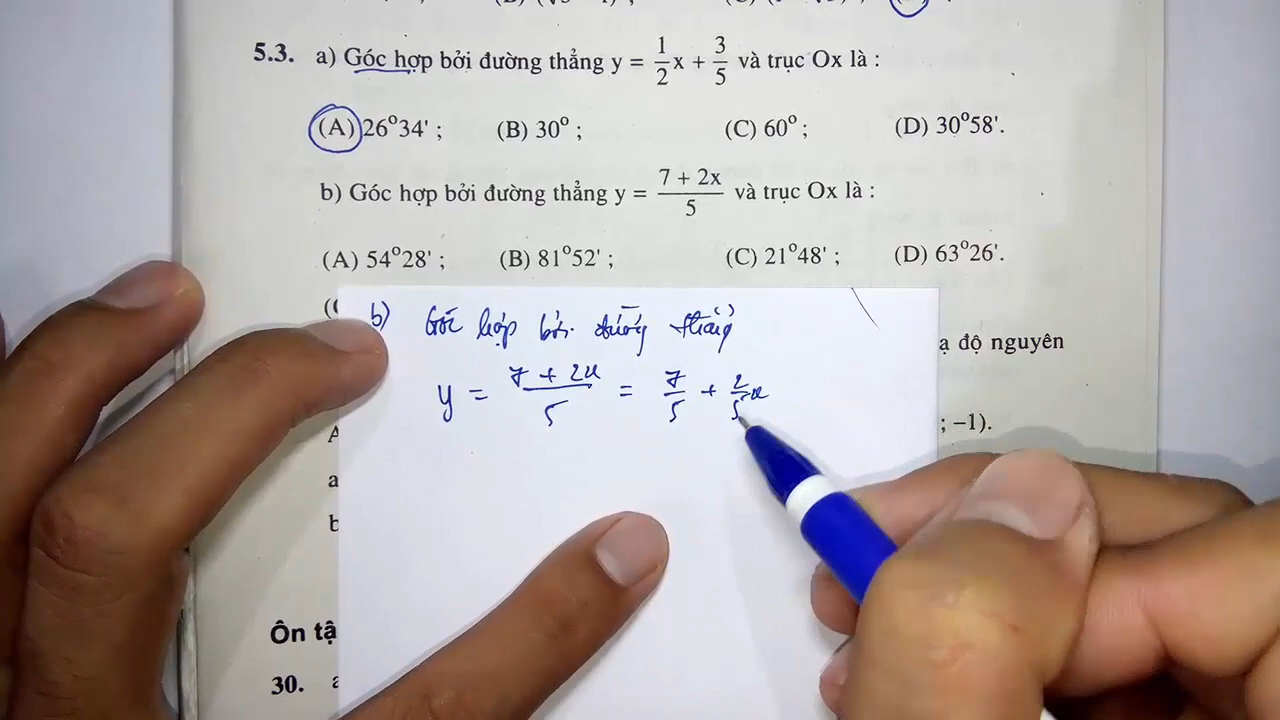 5.3. a) Góc hợp bởi đường thẳng y = 1/2 x + 3/5 và trục Ox là :
(A) 26°34' ; (B) 30° ; (C) 60° ; (D) 30°58'.
b) Góc hợp bởi đường thẳng y = (7 + 2x)/5 và trục Ox là :
(A) 54°28' ; (B) 81°52' ; (C) 21°48' ; (D) 63°26'.
b) Góc hợp bởi đường thẳng
ạ độ nguyên
y = (7 + 2x)/5 = 7/5 + 2/5 x
; –1).
a
b
Ôn tậ
30. a